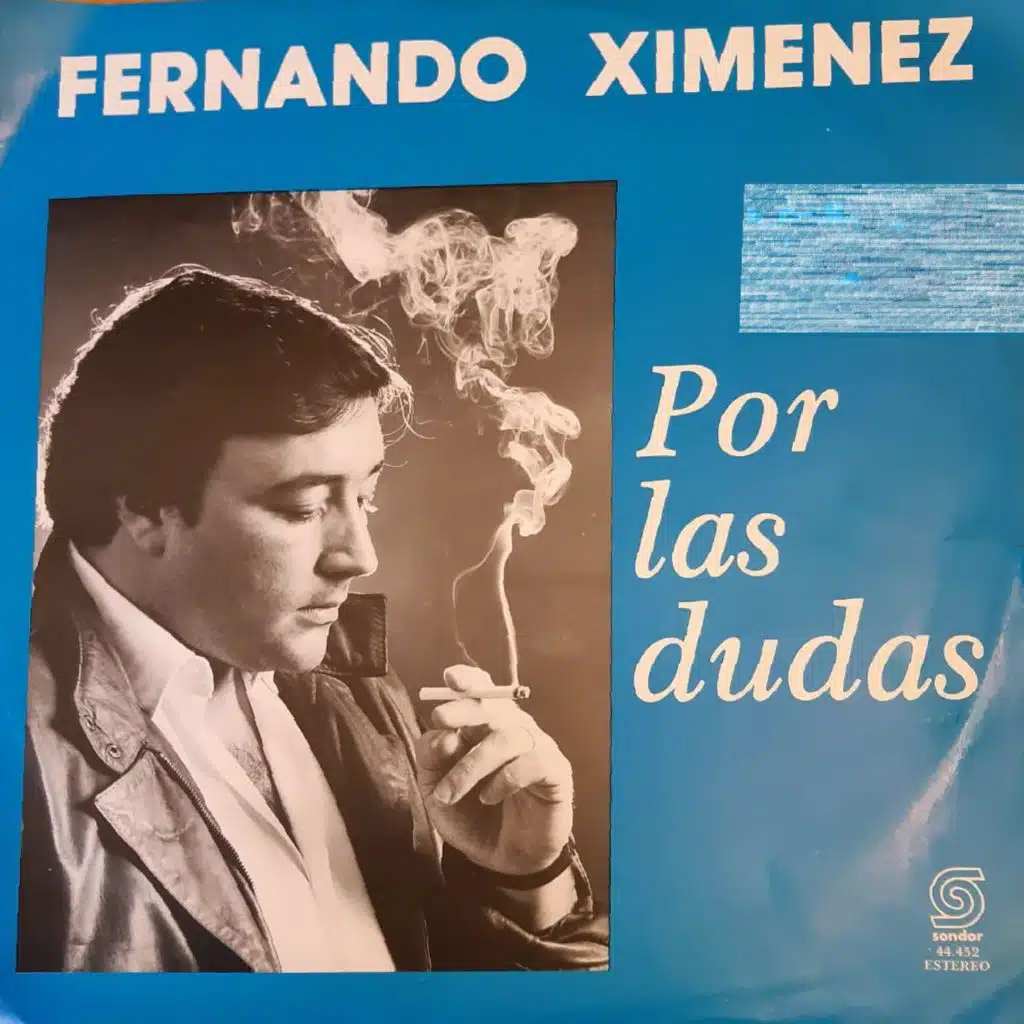 FERNANDO XIMENEZ
Por
las
dudas
sondor
44.452
ESTEREO